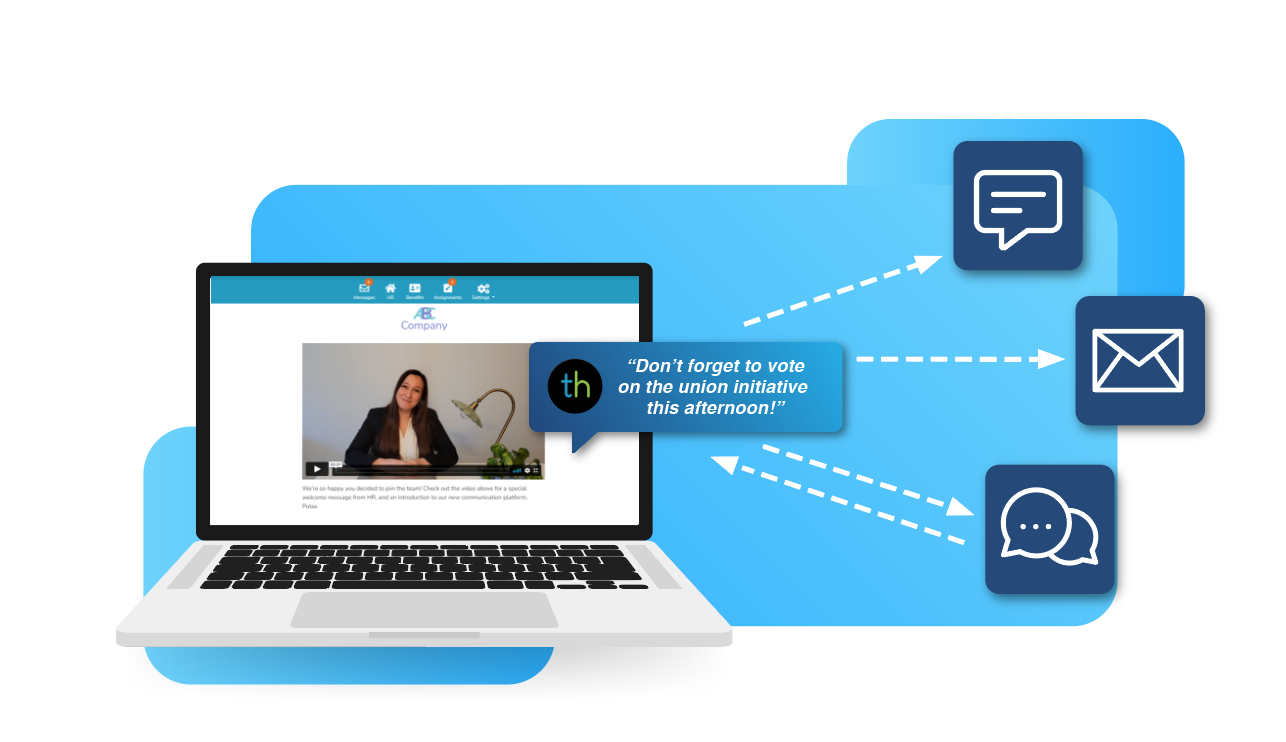 Messages HR Benefits Assignments Settings
ABC
Company
th
“Don’t forget to vote
on the union initiative
this afternoon!”
We're so happy you decided to join the team! Check out the video above for a special
welcome message from HR, and an introduction to our new communication platform,
Pulse.